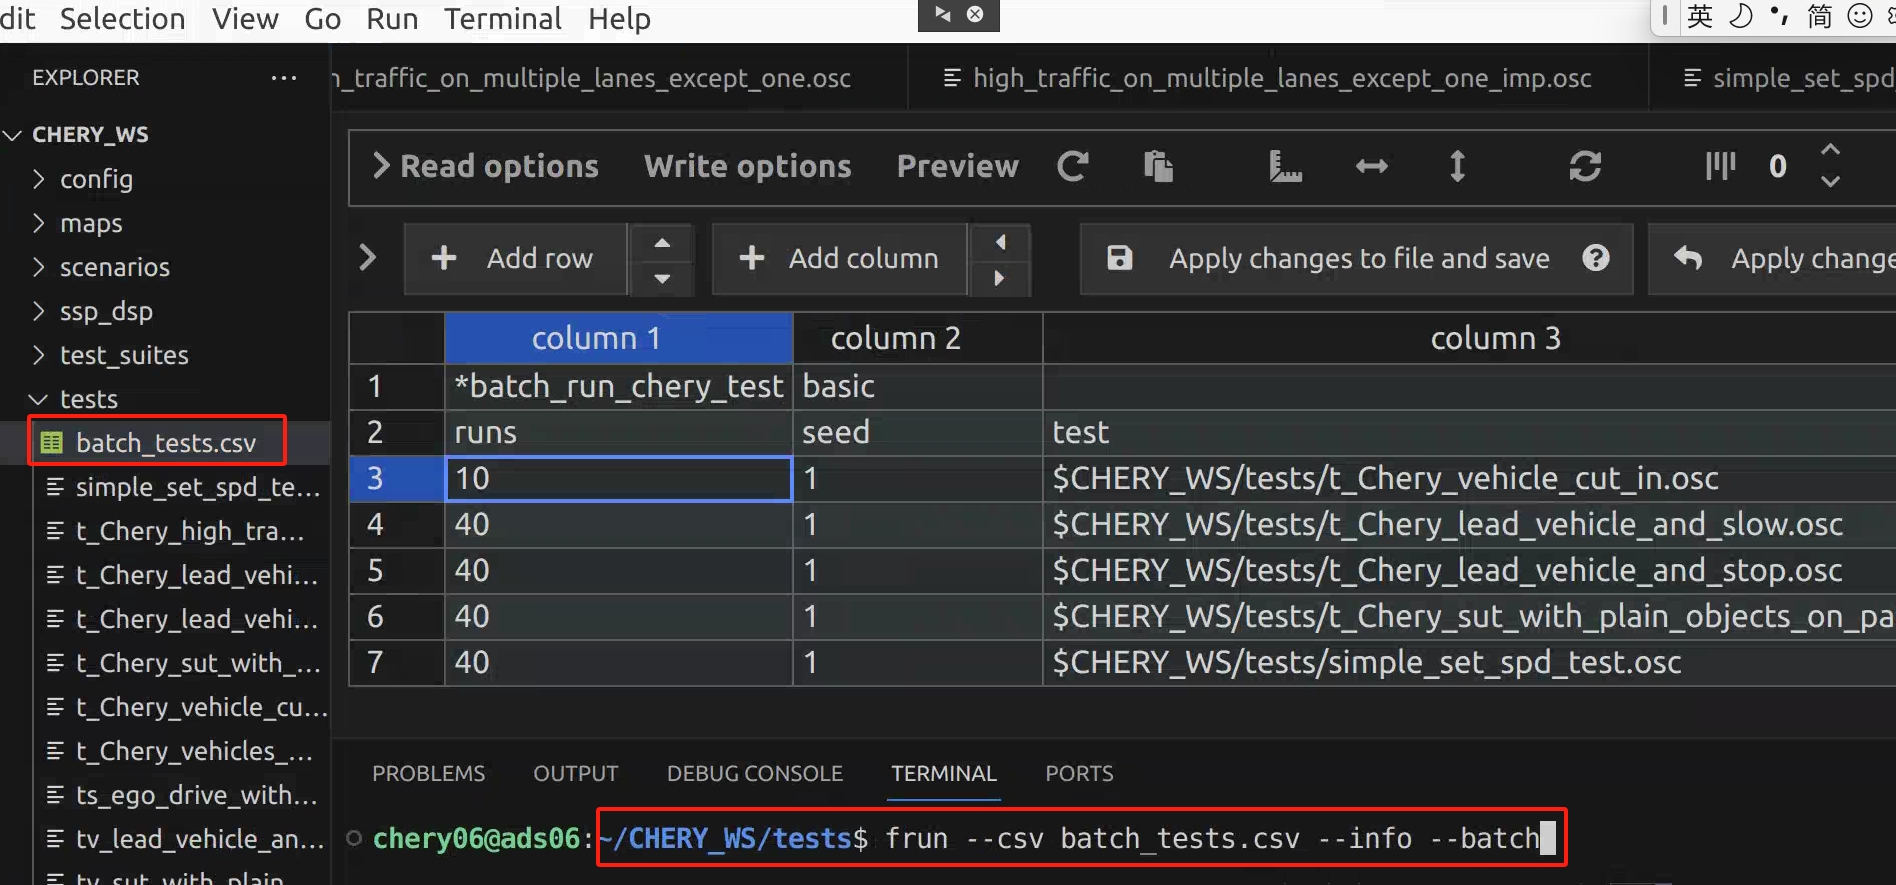 dit Selection View Go Run Terminal Help
英 简
EXPLORER ...
CHERY_WS
config
maps
scenarios
ssp_dsp
test_suites
tests
batch_tests.csv
simple_set_spd_te...
t_Chery_high_tra...
t_Chery_lead_vehi...
t_Chery_lead_vehi...
t_Chery_sut_with_...
t_Chery_vehicle_cu...
t_Chery_vehicles_...
ts_ego_drive_with...
tv_lead_vehicle_an...
tv_sut_with_plain
_traffic_on_multiple_lanes_except_one.osc high_traffic_on_multiple_lanes_except_one_imp.osc simple_set_spd
Read options Write options Preview 0
Add row Add column Apply changes to file and save Apply change
column 1 column 2 column 3
1 *batch_run_chery_test basic
2 runs seed test
3 10 1 $CHERY_WS/tests/t_Chery_vehicle_cut_in.osc
4 40 1 $CHERY_WS/tests/t_Chery_lead_vehicle_and_slow.osc
5 40 1 $CHERY_WS/tests/t_Chery_lead_vehicle_and_stop.osc
6 40 1 $CHERY_WS/tests/t_Chery_sut_with_plain_objects_on_pa
7 40 1 $CHERY_WS/tests/simple_set_spd_test.osc
PROBLEMS OUTPUT DEBUG CONSOLE TERMINAL PORTS
chery06@ads06:~/CHERY_WS/tests$ frun --csv batch_tests.csv --info --batch